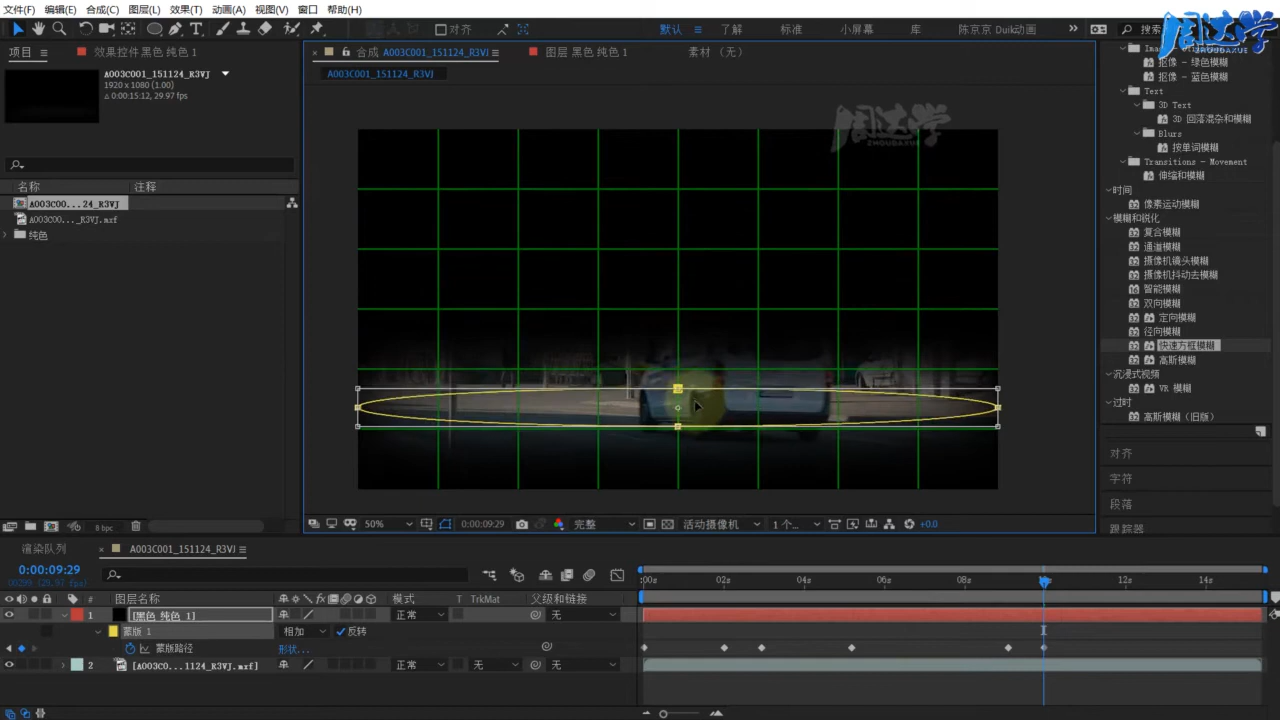 文件(F) 编辑(E) 合成(C) 图层(L) 效果(T) 动画(A) 视图(V) 窗口 帮助(H)
对齐 默认 了解 标准 小屏幕 库 陈京京 Duik动画 搜索
周达学
ZHOUDAXUE
项目 效果控件 黑色 纯色 1
合成 A003C001_151124_R3VJ 图层 黑色 纯色 1 素材 (无)
A003C001_151124_R3VJ
A003C001_151124_R3VJ
1920 x 1080 (1.00)
Δ 0:00:15:12, 29.97 fps
名称 注释
A003C00...24_R3VJ
A003C00..._R3VJ.mxf
纯色
周达学
ZHOUDAXUE
抠像 - 绿色模糊
抠像 - 蓝色模糊
Text
3D Text
3D 回落混杂和模糊
Blurs
按单词模糊
Transitions - Movement
伸缩和模糊
时间
像素运动模糊
模糊和锐化
复合模糊
通道模糊
摄像机镜头模糊
摄像机抖动去模糊
智能模糊
双向模糊
定向模糊
径向模糊
快速方框模糊
高斯模糊
沉浸式视频
VR 模糊
过时
高斯模糊（旧版）
对齐
字符
段落
跟踪器
8 bpc
50% 0:00:09:29 完整 活动摄像机 1 个... +0.0
渲染队列 A003C001_151124_R3VJ
0:00:09:29
00299 (29.97 fps)
:00s 02s 04s 06s 08s 12s 14s
# 图层名称 模式 T TrkMat 父级和链接
1 [黑色 纯色 1] 正常 无
蒙版 1 相加 反转
蒙版路径 形状...
2 [A003C0...1124_R3VJ.mxf] 正常 无 无